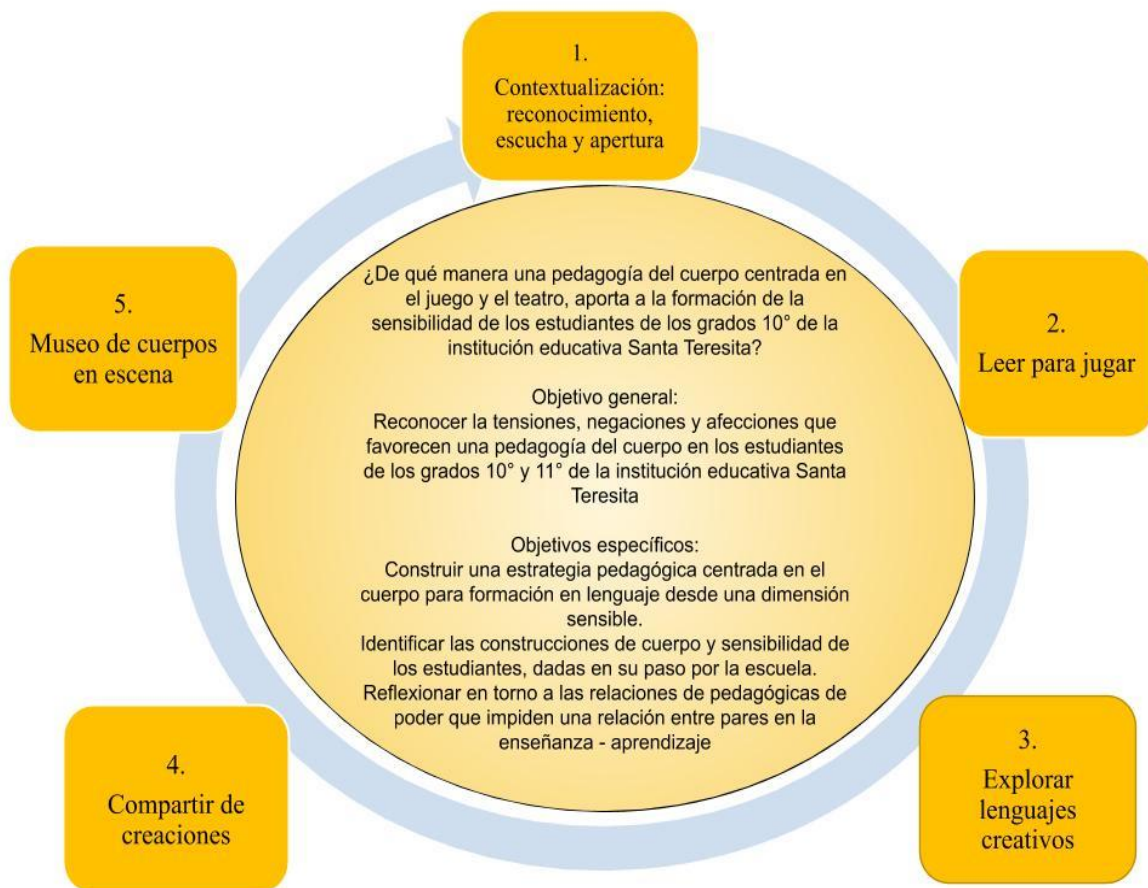 1.
Contextualización:
reconocimiento,
escucha y apertura
2.
Leer para jugar
3.
Explorar
lenguajes
creativos
4.
Compartir de
creaciones
5.
Museo de cuerpos
en escena
¿De qué manera una pedagogía del cuerpo centrada en
el juego y el teatro, aporta a la formación de la
sensibilidad de los estudiantes de los grados 10° de la
institución educativa Santa Teresita?
Objetivo general:
Reconocer la tensiones, negaciones y afecciones que
favorecen una pedagogía del cuerpo en los estudiantes
de los grados 10° y 11° de la institución educativa Santa
Teresita
Objetivos específicos:
Construir una estrategia pedagógica centrada en el
cuerpo para formación en lenguaje desde una dimensión
sensible.
Identificar las construcciones de cuerpo y sensibilidad de
los estudiantes, dadas en su paso por la escuela.
Reflexionar en torno a las relaciones de pedagógicas de
poder que impiden una relación entre pares en la
enseñanza - aprendizaje